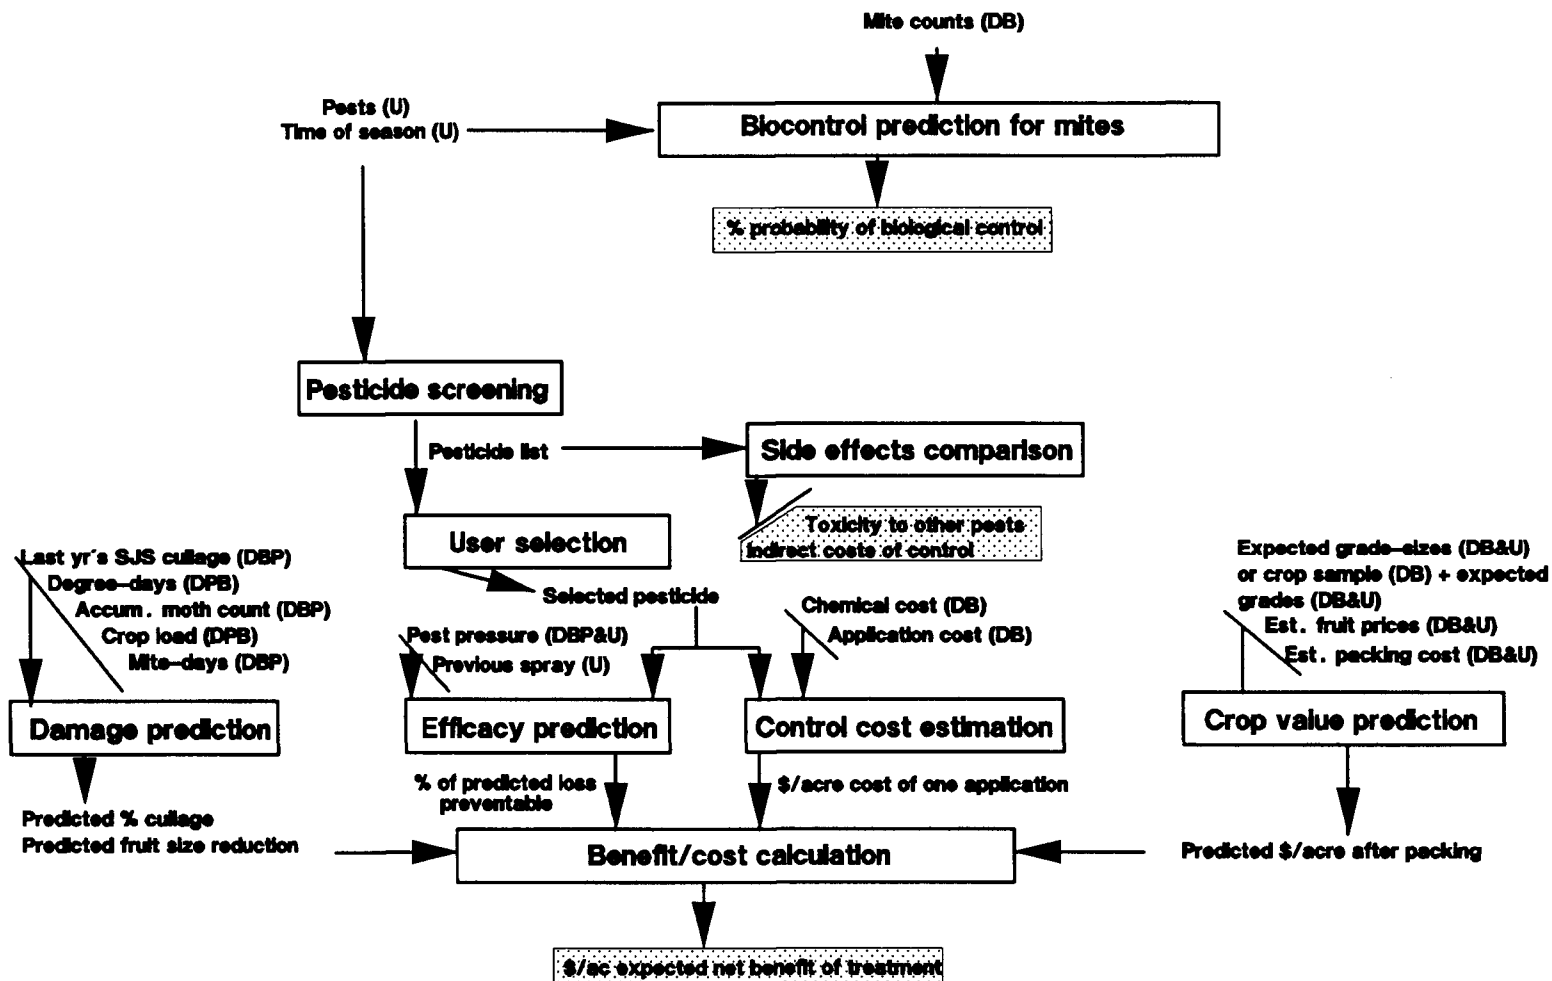 Mite counts (DB)
Pests (U)
Time of season (U)
Biocontrol prediction for mites
% probability of biological control
Pesticide screening
Pesticide list
Side effects comparison
User selection
Toxicity to other pests
Indirect costs of control
Selected pesticide
Last yr's SJS cullage (DBP)
Degree-days (DPB)
Accum. moth count (DBP)
Crop load (DPB)
Mite-days (DBP)
Pest pressure (DBP&U)
Previous spray (U)
Chemical cost (DB)
Application cost (DB)
Expected grade-sizes (DB&U)
or crop sample (DB) + expected
grades (DB&U)
Est. fruit prices (DB&U)
Est. packing cost (DB&U)
Damage prediction
Efficacy prediction
Control cost estimation
Crop value prediction
% of predicted loss
preventable
$/acre cost of one application
Predicted % cullage
Predicted fruit size reduction
Benefit/cost calculation
Predicted $/acre after packing
$/ac expected net benefit of treatment